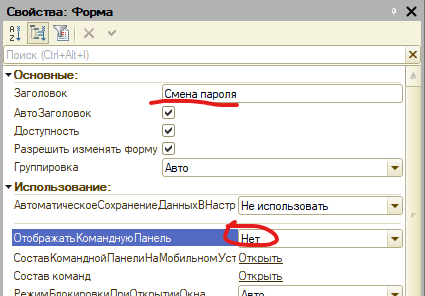 Свойства: Форма
Поиск (Ctrl+Alt+I)
Основные:
Заголовок Смена пароля
АвтоЗаголовок
Доступность
Разрешить изменять форму
Группировка Авто
Использование:
АвтоматическоеСохранениеДанныхВНастр Не использовать
ОтображатьКоманднуюПанель Нет
СоставКоманднойПанелиНаМобильномУст Открыть
Состав команд Открыть
РежимБлокировкиПриОткрытииОкна Авто